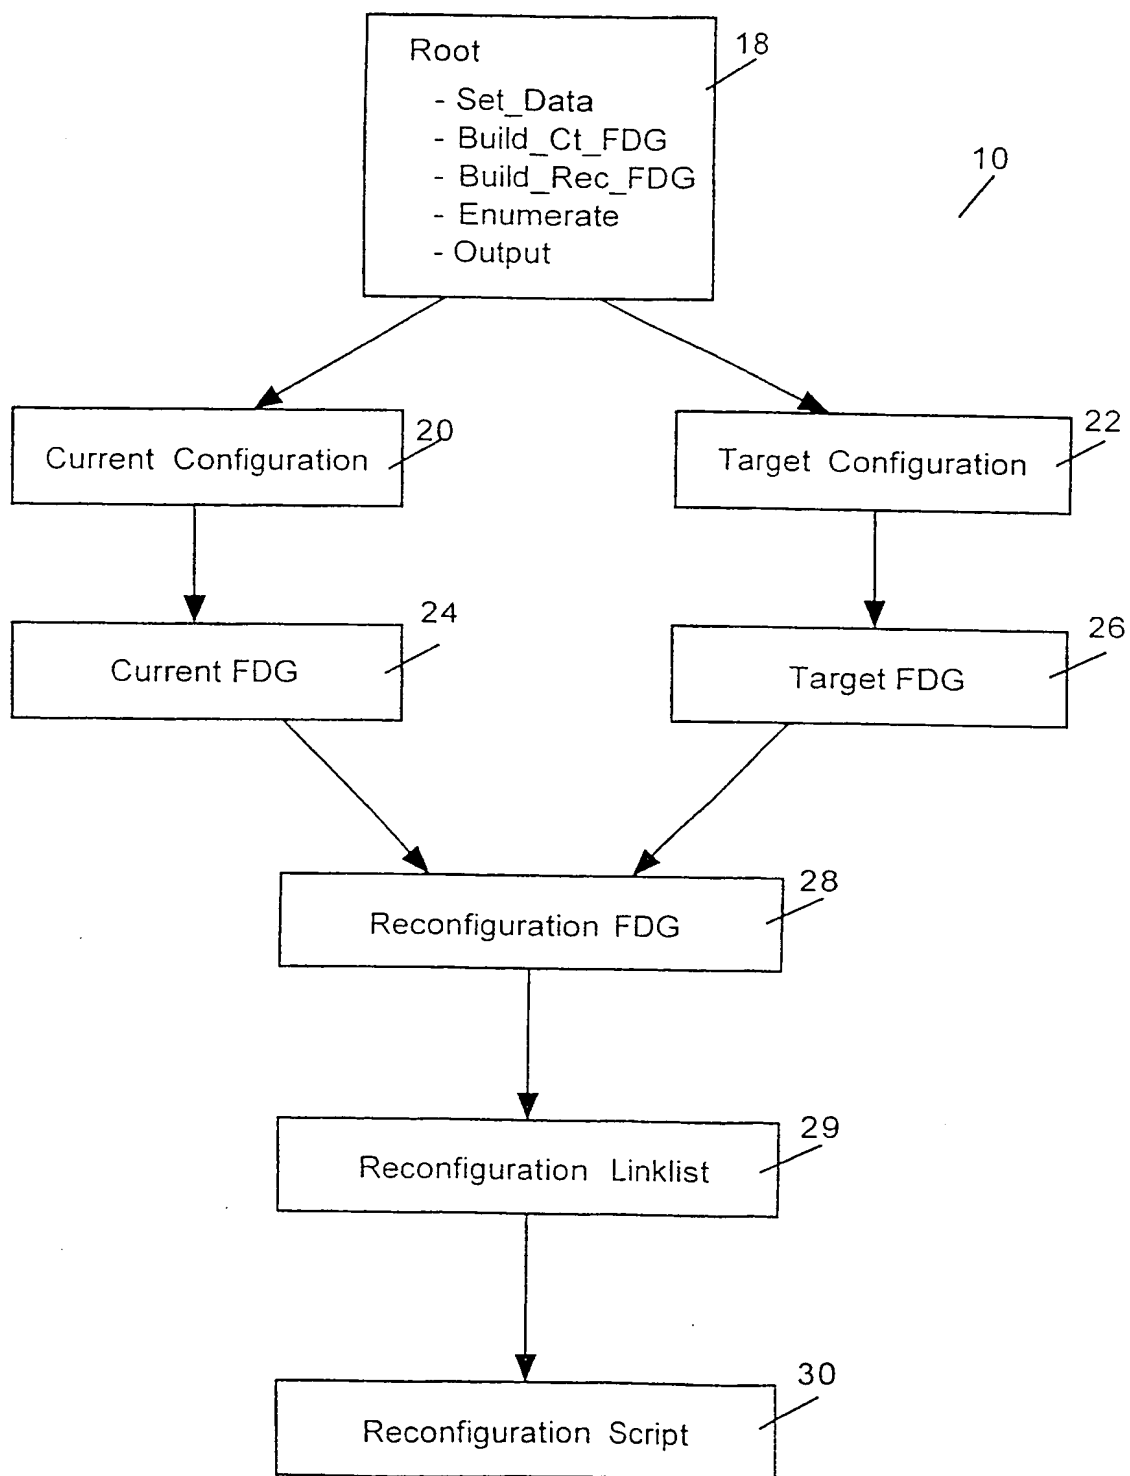 Root
18
- Set_Data
- Build_Ct_FDG
- Build_Rec_FDG
- Enumerate
- Output
10
Current Configuration
20
Target Configuration
22
Current FDG
24
Target FDG
26
Reconfiguration FDG
28
Reconfiguration Linklist
29
Reconfiguration Script
30